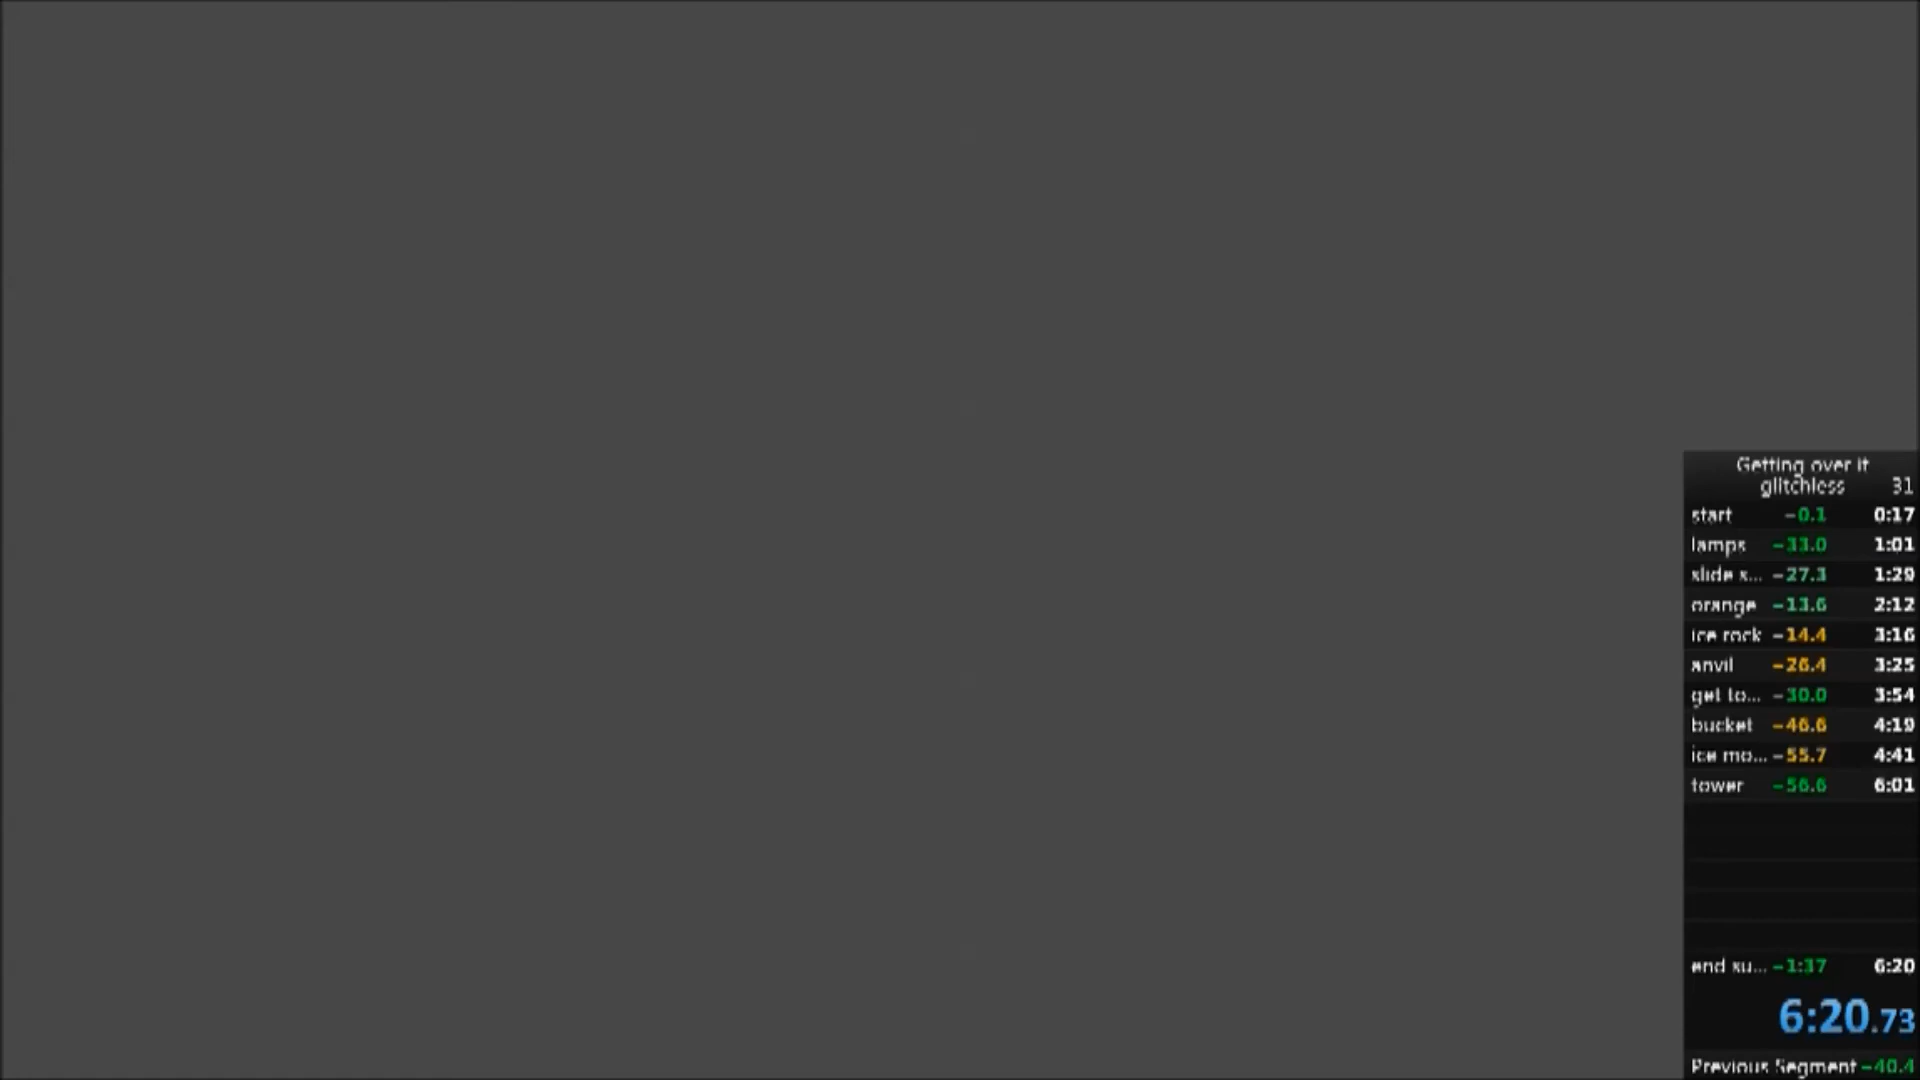 Getting over it
glitchless 31
start -0.1 0:17
lamps -33.0 1:01
slide s... -27.3 1:29
orange -13.6 2:12
ice rock -14.4 3:16
anvil -26.4 3:25
get to... -30.0 3:54
bucket -46.6 4:19
ice mo... -55.7 4:41
tower -56.6 6:01
end su... -1:37 6:20
6:20.73
Previous Segment -40.4